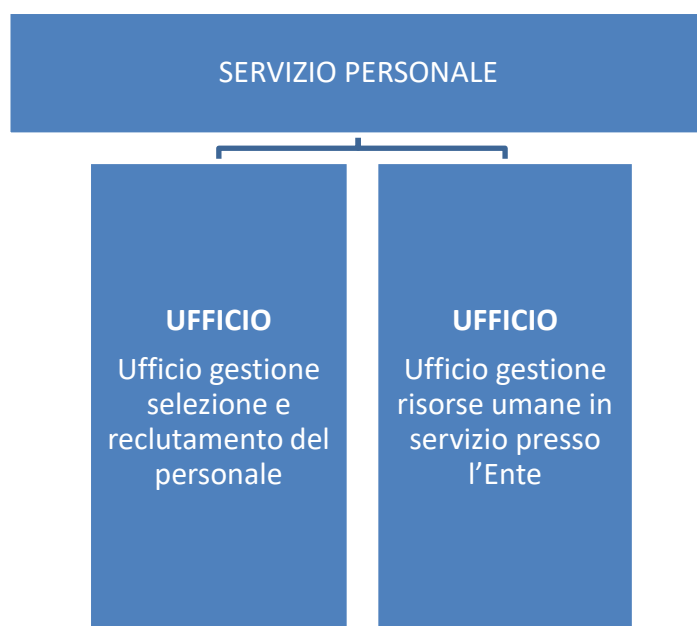 SERVIZIO PERSONALE
UFFICIO
Ufficio gestione
selezione e
reclutamento del
personale
UFFICIO
Ufficio gestione
risorse umane in
servizio presso
l’Ente